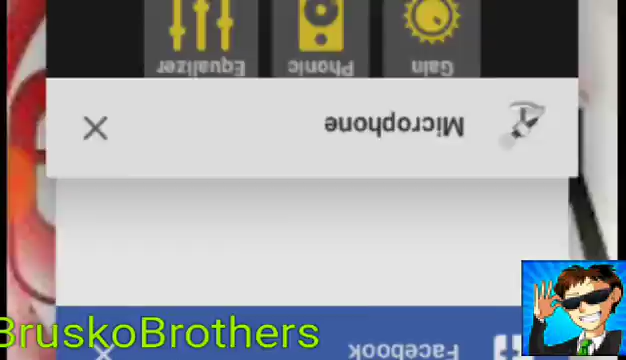 Equalizer Phonic Gain
Microphone
Facebook
BruskoBrothers